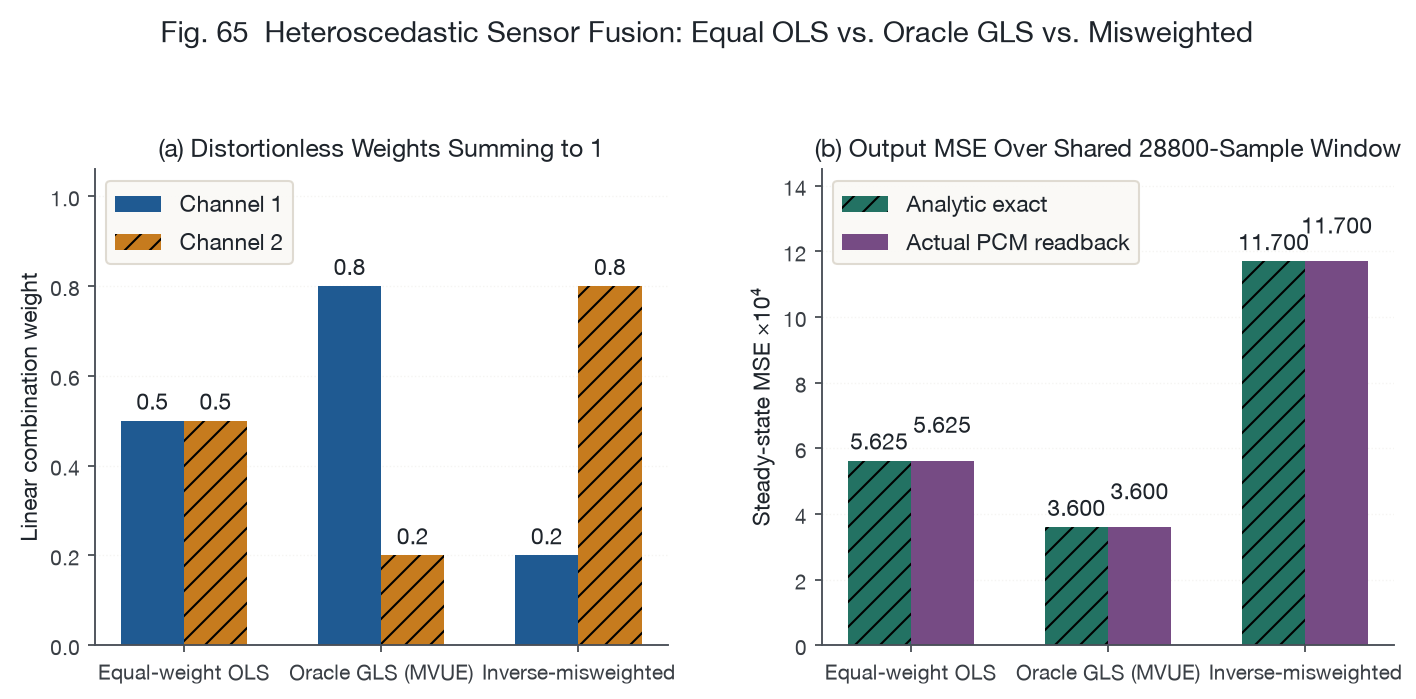 Fig. 65  Heteroscedastic Sensor Fusion: Equal OLS vs. Oracle GLS vs. Misweighted
(a) Distortionless Weights Summing to 1
Linear combination weight
1.0
0.8
0.6
0.4
0.2
0.0
Channel 1
Channel 2
0.5
0.5
0.8
0.2
0.2
0.8
Equal-weight OLS
Oracle GLS (MVUE)
Inverse-misweighted
(b) Output MSE Over Shared 28800-Sample Window
Steady-state MSE ×10⁴
14
12
10
8
6
4
2
0
Analytic exact
Actual PCM readback
5.625
5.625
3.600
3.600
11.700
11.700
Equal-weight OLS
Oracle GLS (MVUE)
Inverse-misweighted